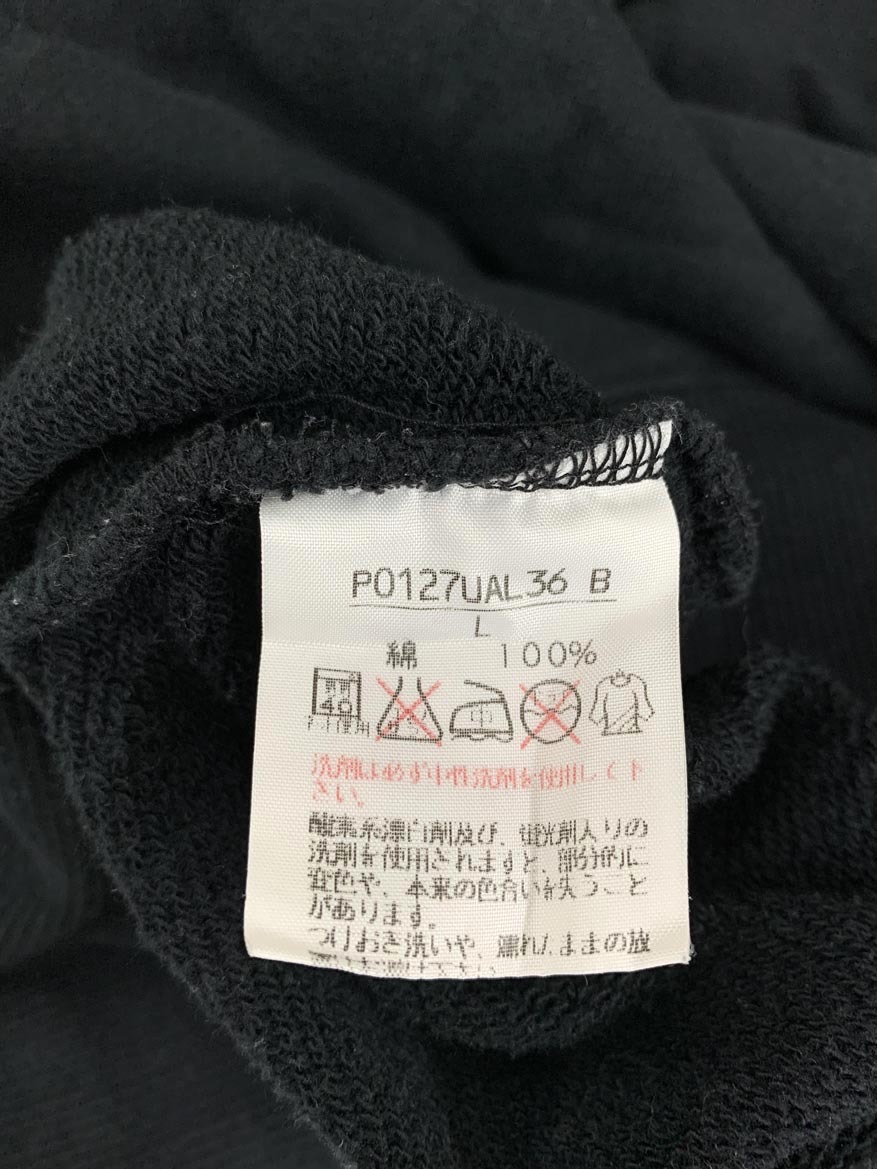 P0127UAL36 B
L
綿 100%
40 中
使用
洗剤は必ず中性洗剤を使用して下
さい。
酸素系漂白剤及び、蛍光剤入りの
洗剤を使用されますと、部分的に
変色や、本来の色合いを失うこと
があります。
つけおき洗いや、濡れたままの放